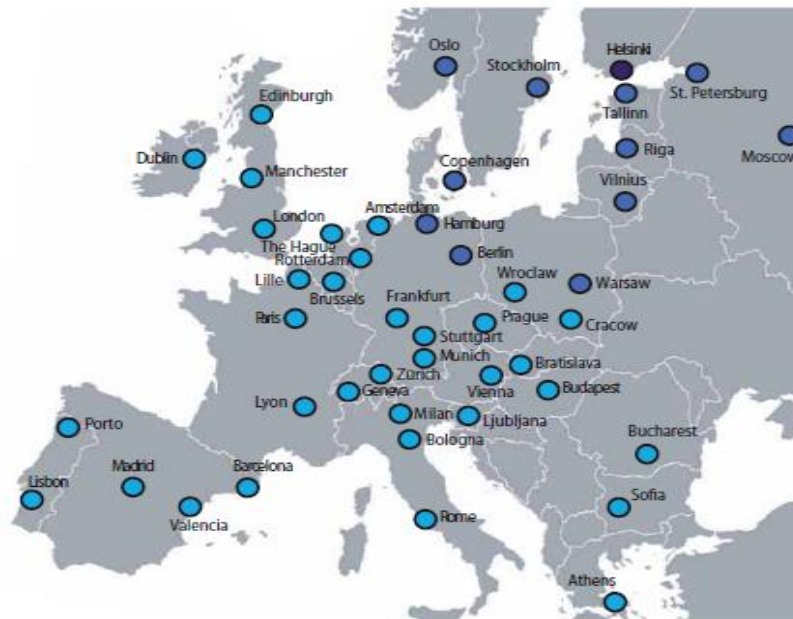 Oslo
Helsinki
Stockholm
St. Petersburg
Edinburgh
Tallinn
Dublin
Riga
Moscow
Copenhagen
Manchester
Vilnius
Amsterdam
London
Hamburg
The Hague
Rotterdam
Berlin
Lille
Wroclaw
Warsaw
Brussels
Frankfurt
Paris
Prague
Cracow
Stuttgart
Munich
Bratislava
Zürich
Geneva
Vienna
Budapest
Lyon
Milan
Ljubljana
Porto
Bologna
Bucharest
Madrid
Barcelona
Lisbon
Sofia
Valencia
Rome
Athens